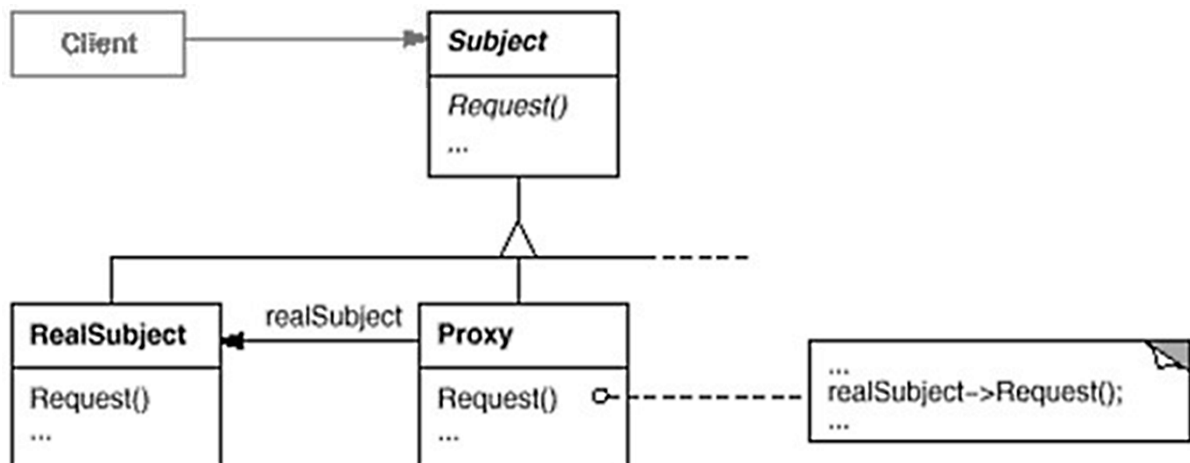 Client
Subject
Request()
...
realSubject
RealSubject
Request()
...
Proxy
Request()
...
...
realSubject->Request();
...